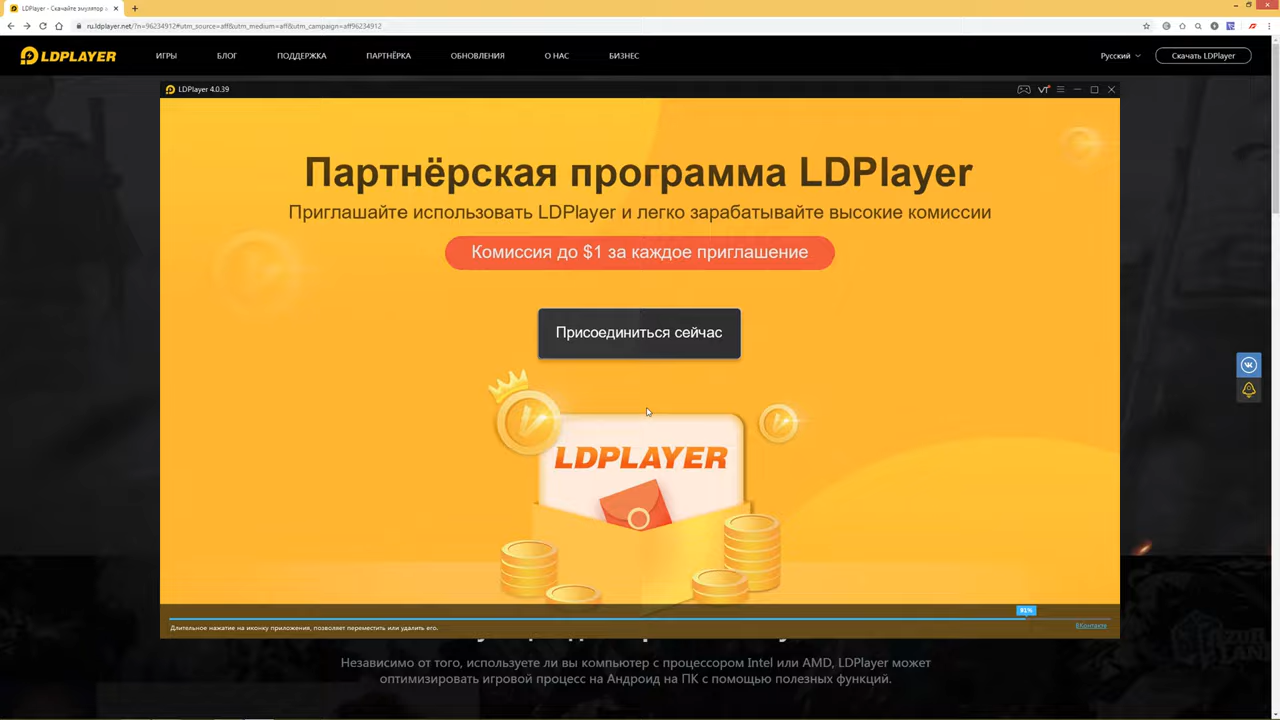 LDPlayer - Скачайте эмулятор
ru.ldplayer.net/?n=96234912#utm_source=aff&utm_medium=aff&utm_campaign=aff96234912
LDPLAYER ИГРЫ БЛОГ ПОДДЕРЖКА ПАРТНЁРКА ОБНОВЛЕНИЯ О НАС БИЗНЕС Русский Скачать LDPlayer
LDPlayer 4.0.39
Партнёрская программа LDPlayer
Приглашайте использовать LDPlayer и легко зарабатывайте высокие комиссии
Комиссия до $1 за каждое приглашение
Присоединиться сейчас
LDPLAYER
91%
Длительное нажатие на иконку приложения, позволяет переместить или удалить его.
ВКонтакте
Независимо от того, используете ли вы компьютер с процессором Intel или AMD, LDPlayer может
оптимизировать игровой процесс на Андроид на ПК с помощью полезных функций.